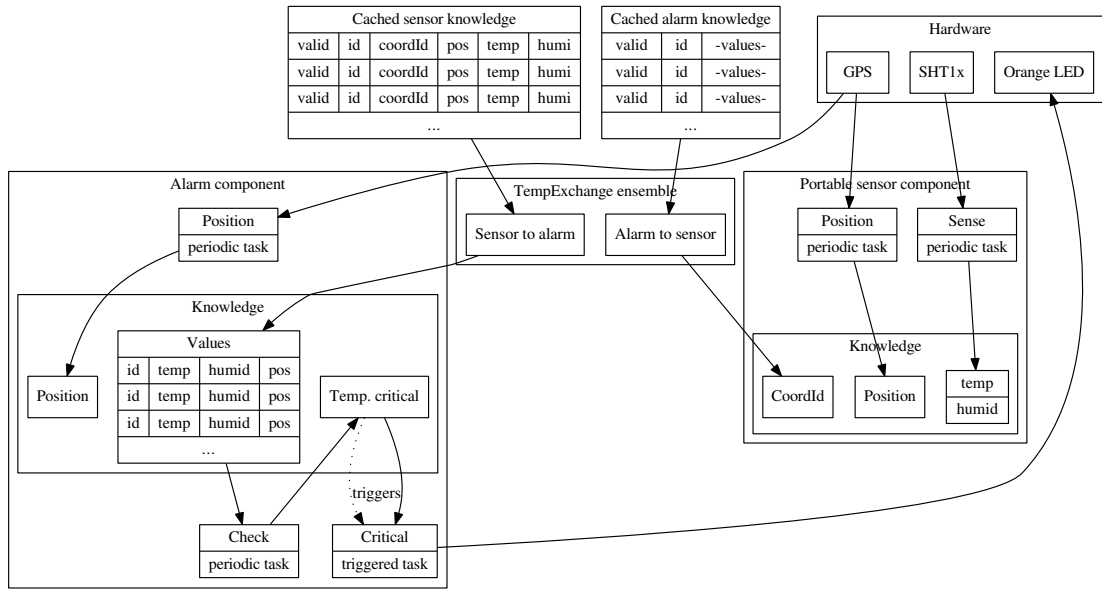 Cached sensor knowledge
valid id coordId pos temp humi
valid id coordId pos temp humi
valid id coordId pos temp humi
...
Cached alarm knowledge
valid id -values-
valid id -values-
valid id -values-
...
Hardware
GPS
SHT1x
Orange LED
Alarm component
Position
periodic task
TempExchange ensemble
Sensor to alarm
Alarm to sensor
Portable sensor component
Position
periodic task
Sense
periodic task
Knowledge
Position
Values
id temp humid pos
id temp humid pos
id temp humid pos
...
Temp. critical
Knowledge
CoordId
Position
temp
humid
triggers
Check
periodic task
Critical
triggered task